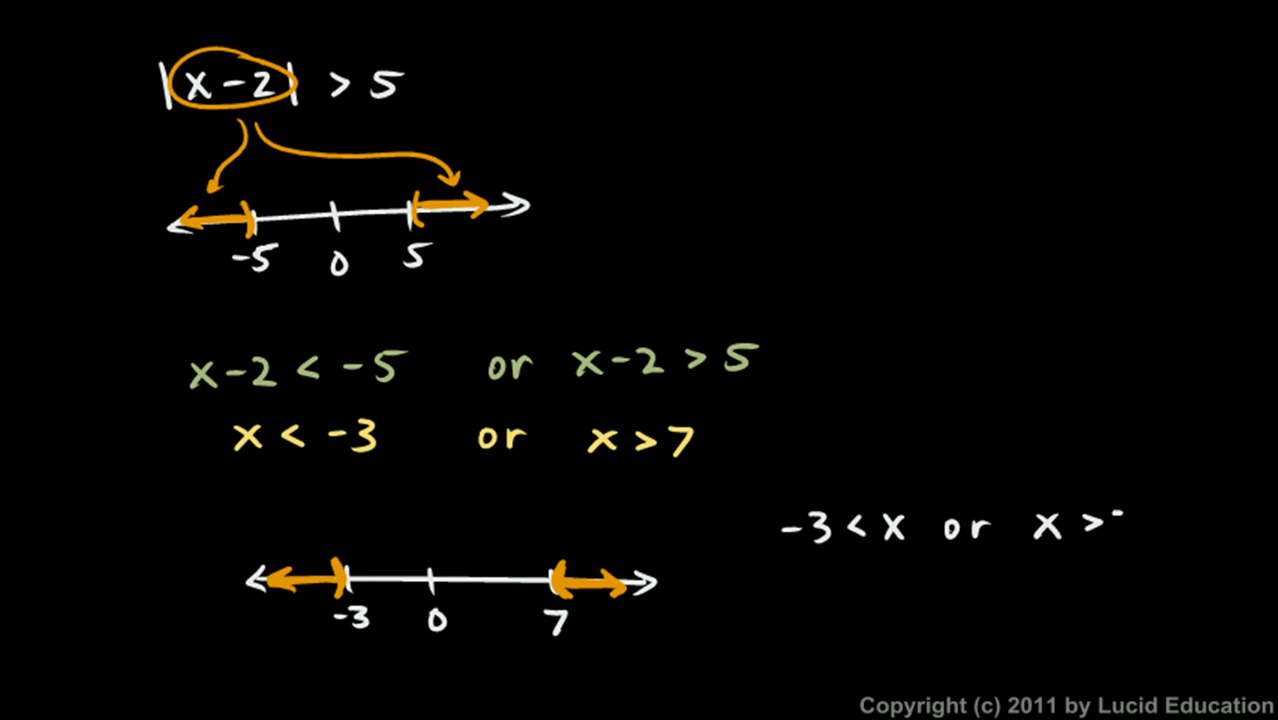 |x-2| > 5
-5 0 5
x-2 < -5 or x-2 > 5
x < -3 or x > 7
-3 < x or x >
-3 0 7
Copyright (c) 2011 by Lucid Education